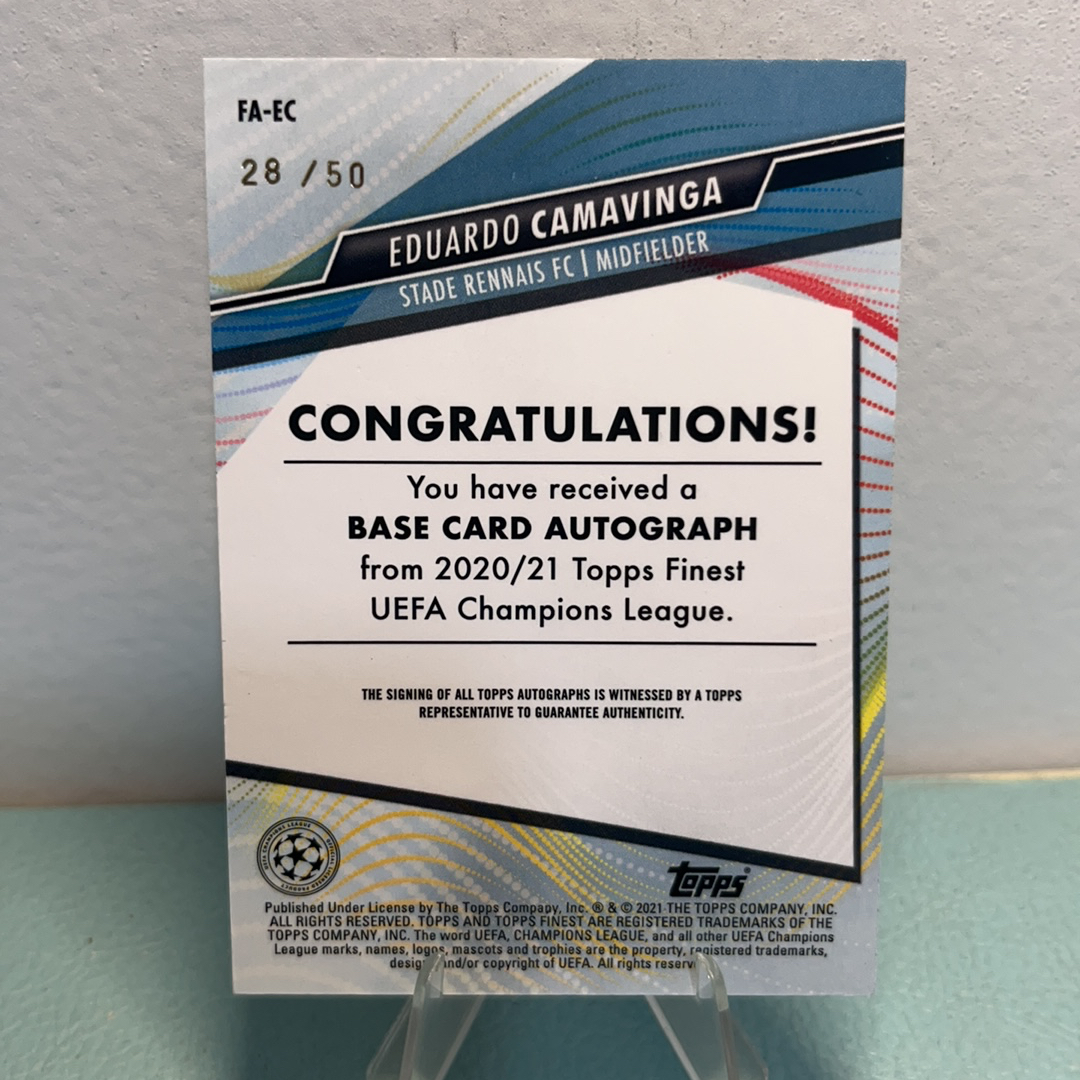 FA-EC
28 /50
EDUARDO CAMAVINGA
STADE RENNAIS FC | MIDFIELDER
CONGRATULATIONS!
You have received a
BASE CARD AUTOGRAPH
from 2020/21 Topps Finest
UEFA Champions League.
THE SIGNING OF ALL TOPPS AUTOGRAPHS IS WITNESSED BY A TOPPS
REPRESENTATIVE TO GUARANTEE AUTHENTICITY.
topps
Published Under License by The Topps Company, Inc. ® & © 2021 THE TOPPS COMPANY, INC.
ALL RIGHTS RESERVED. TOPPS AND TOPPS FINEST ARE REGISTERED TRADEMARKS OF THE
TOPPS COMPANY, INC. The word UEFA, CHAMPIONS LEAGUE, and all other UEFA Champions
League marks, names, logos, mascots and trophies are the property, registered trademarks,
and/or copyright of UEFA. All rights